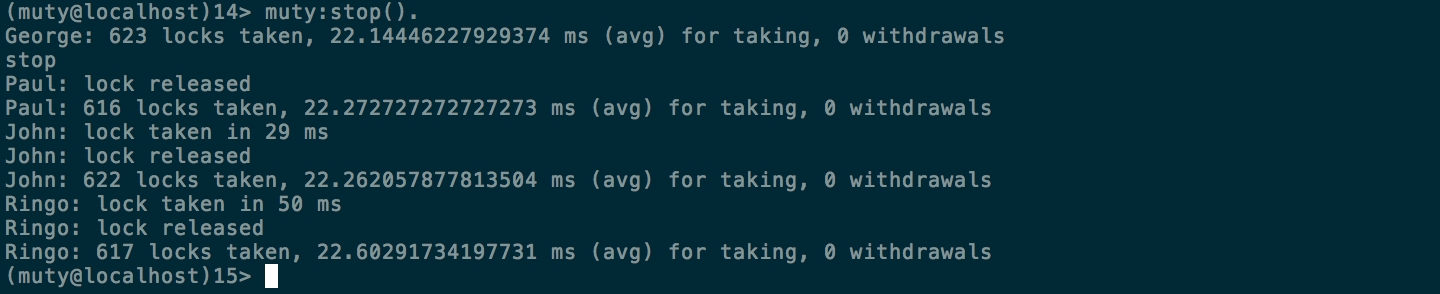 (muty@localhost)14> muty:stop().
George: 623 locks taken, 22.14446227929374 ms (avg) for taking, 0 withdrawals
stop
Paul: lock released
Paul: 616 locks taken, 22.272727272727273 ms (avg) for taking, 0 withdrawals
John: lock taken in 29 ms
John: lock released
John: 622 locks taken, 22.262057877813504 ms (avg) for taking, 0 withdrawals
Ringo: lock taken in 50 ms
Ringo: lock released
Ringo: 617 locks taken, 22.60291734197731 ms (avg) for taking, 0 withdrawals
(muty@localhost)15>